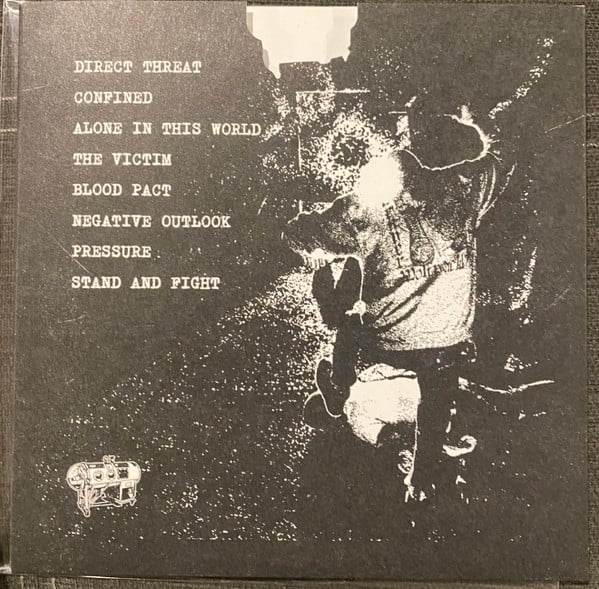 DIRECT THREAT
CONFINED
ALONE IN THIS WORLD
THE VICTIM
BLOOD PACT
NEGATIVE OUTLOOK
PRESSURE
STAND AND FIGHT